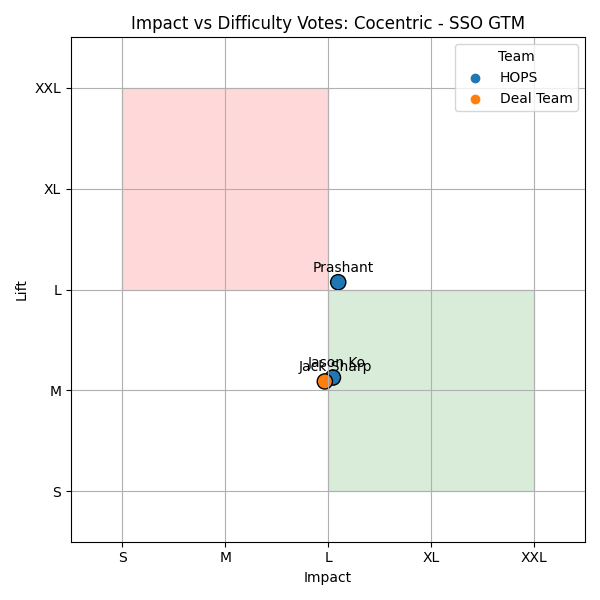 Impact vs Difficulty Votes: Cocentric - SSO GTM
Team
HOPS
Deal Team
XXL
XL
L
M
S
Lift
Prashant
Jason Ko
Jack Sharp
S
M
L
XL
XXL
Impact